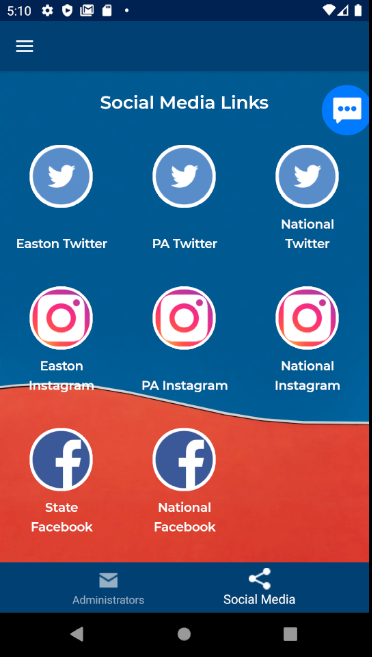 5:10
Social Media Links
Easton Twitter
PA Twitter
National
Twitter
Easton
Instagram
PA Instagram
National
Instagram
State
Facebook
National
Facebook
Administrators
Social Media